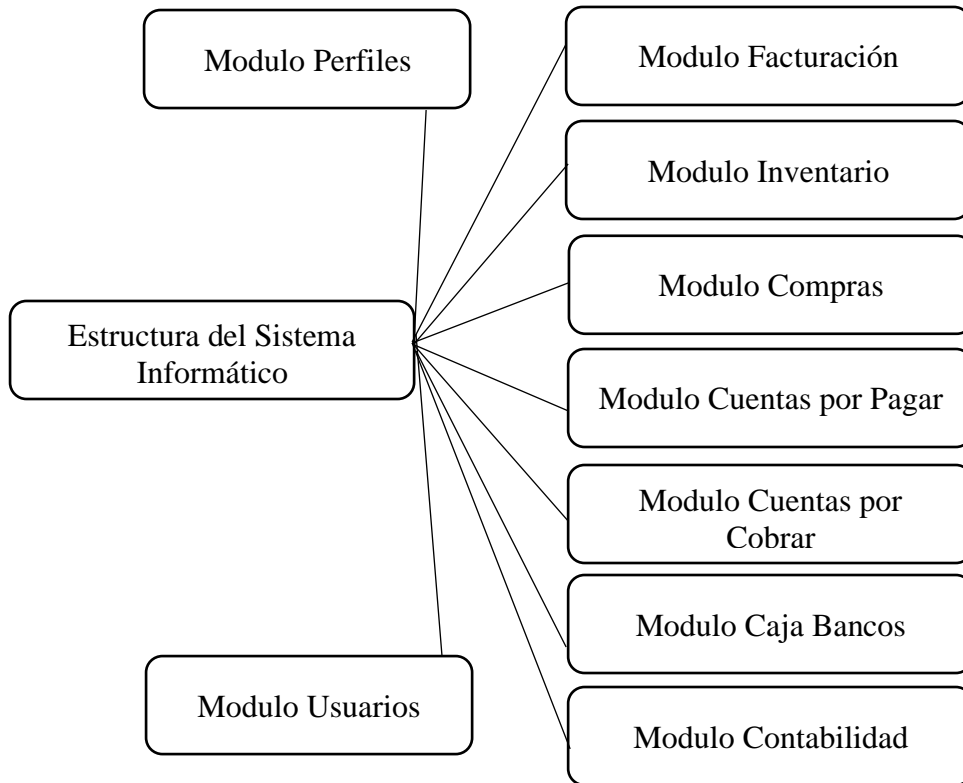 Modulo Perfiles
Modulo Facturación
Modulo Inventario
Modulo Compras
Estructura del Sistema
Informático
Modulo Cuentas por Pagar
Modulo Cuentas por
Cobrar
Modulo Caja Bancos
Modulo Usuarios
Modulo Contabilidad